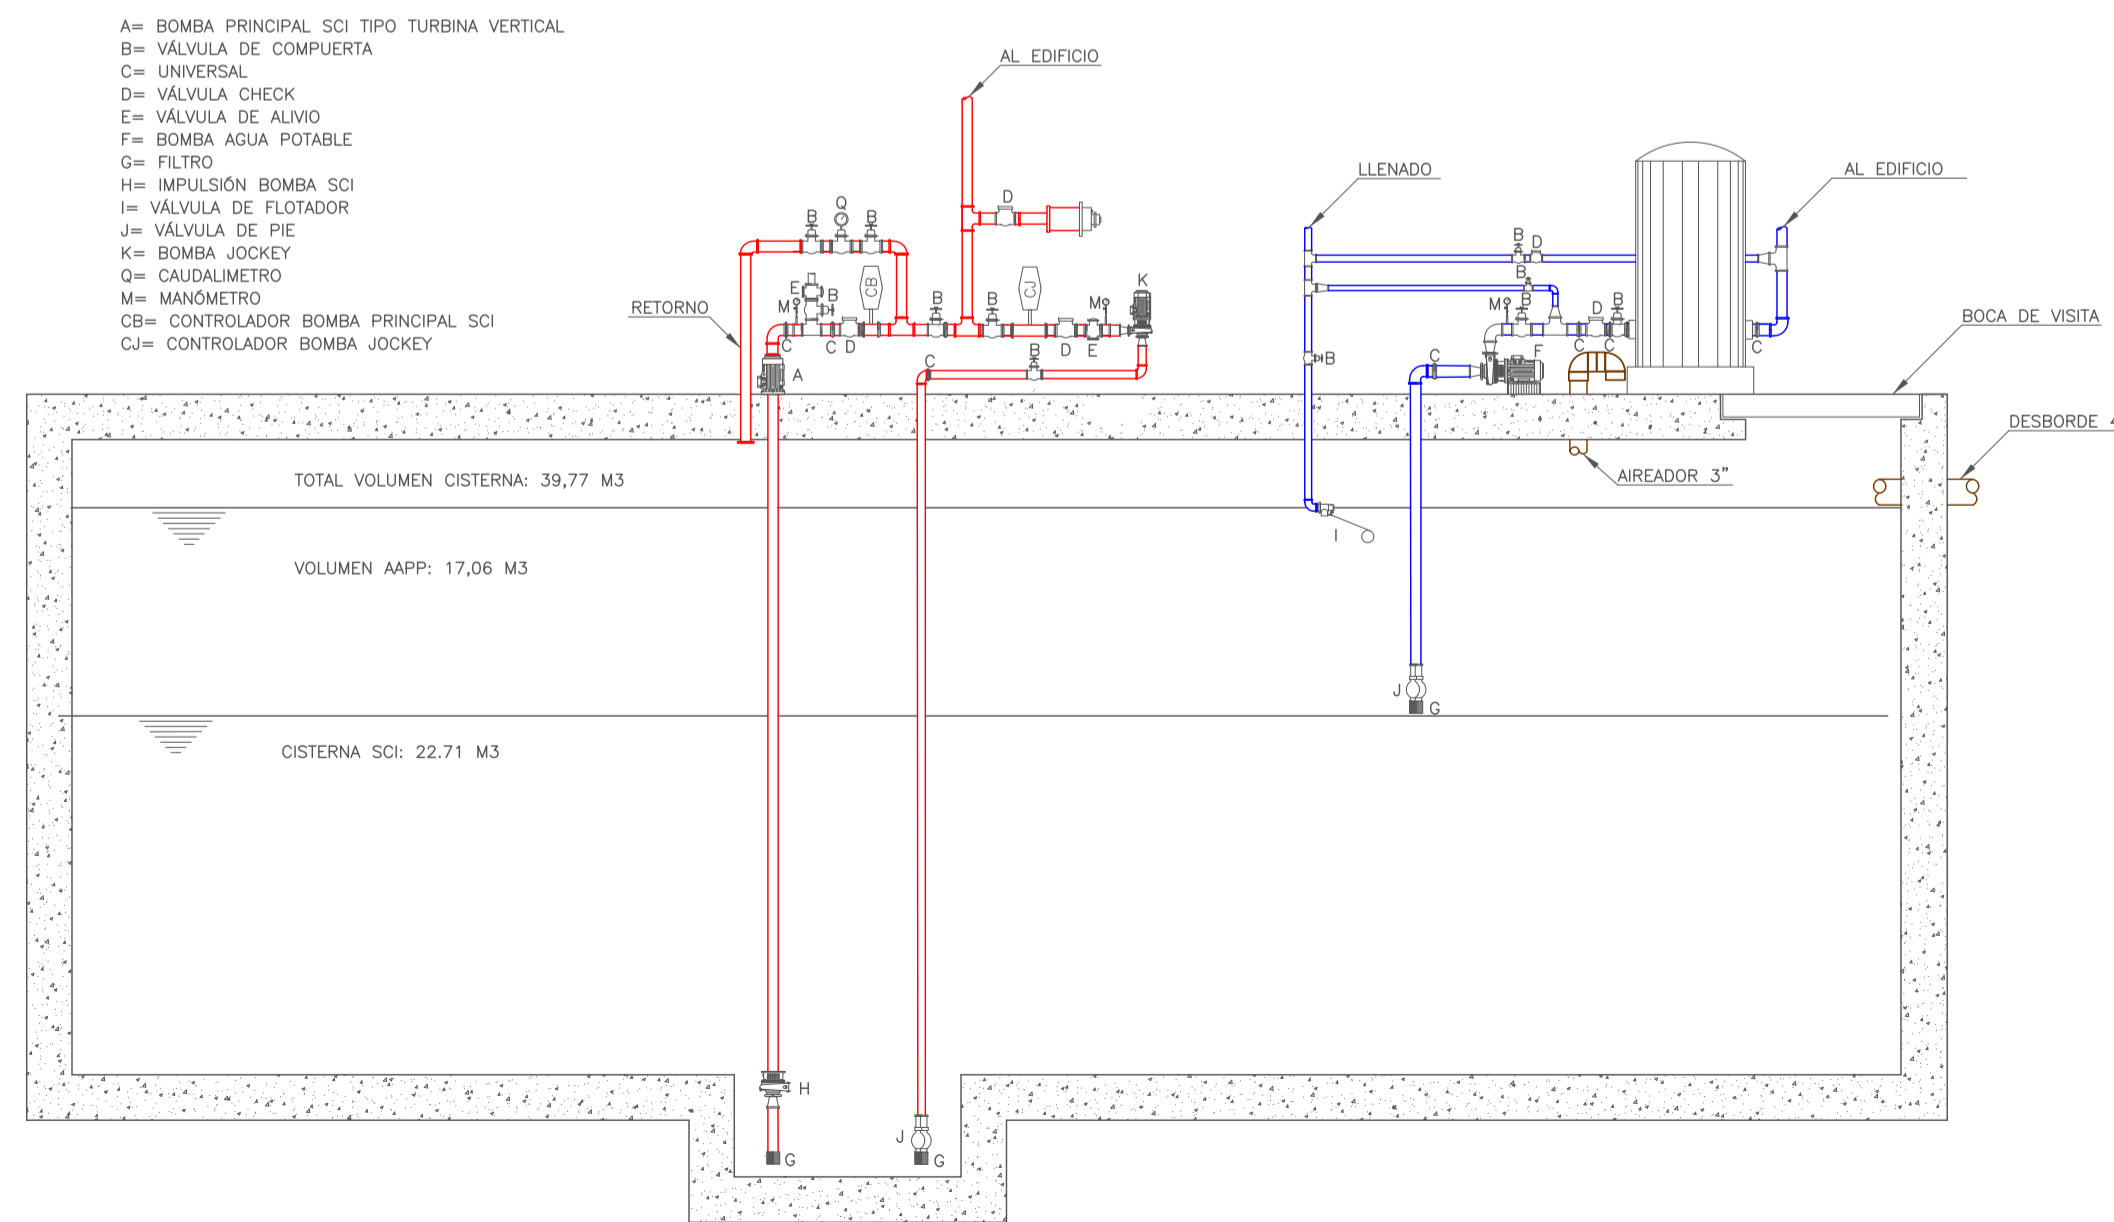 A= BOMBA PRINCIPAL SCI TIPO TURBINA VERTICAL
B= VÁLVULA DE COMPUERTA
C= UNIVERSAL
D= VÁLVULA CHECK
E= VÁLVULA DE ALIVIO
F= BOMBA AGUA POTABLE
G= FILTRO
H= IMPULSIÓN BOMBA SCI
I= VÁLVULA DE FLOTADOR
J= VÁLVULA DE PIE
K= BOMBA JOCKEY
Q= CAUDALIMETRO
M= MANÓMETRO
CB= CONTROLADOR BOMBA PRINCIPAL SCI
CJ= CONTROLADOR BOMBA JOCKEY
AL EDIFICIO
LLENADO
AL EDIFICIO
D
B Q B
B D
K
E B
CB
CJ
B
RETORNO
M
B
B
M
M B D B
BOCA DE VISITA
C C D
D E
C C C
B
B
C
C
F
A
DESBORDE 4
TOTAL VOLUMEN CISTERNA: 39,77 M3
AIREADOR 3"
I
VOLUMEN AAPP: 17,06 M3
J
G
CISTERNA SCI: 22.71 M3
H
J
G G